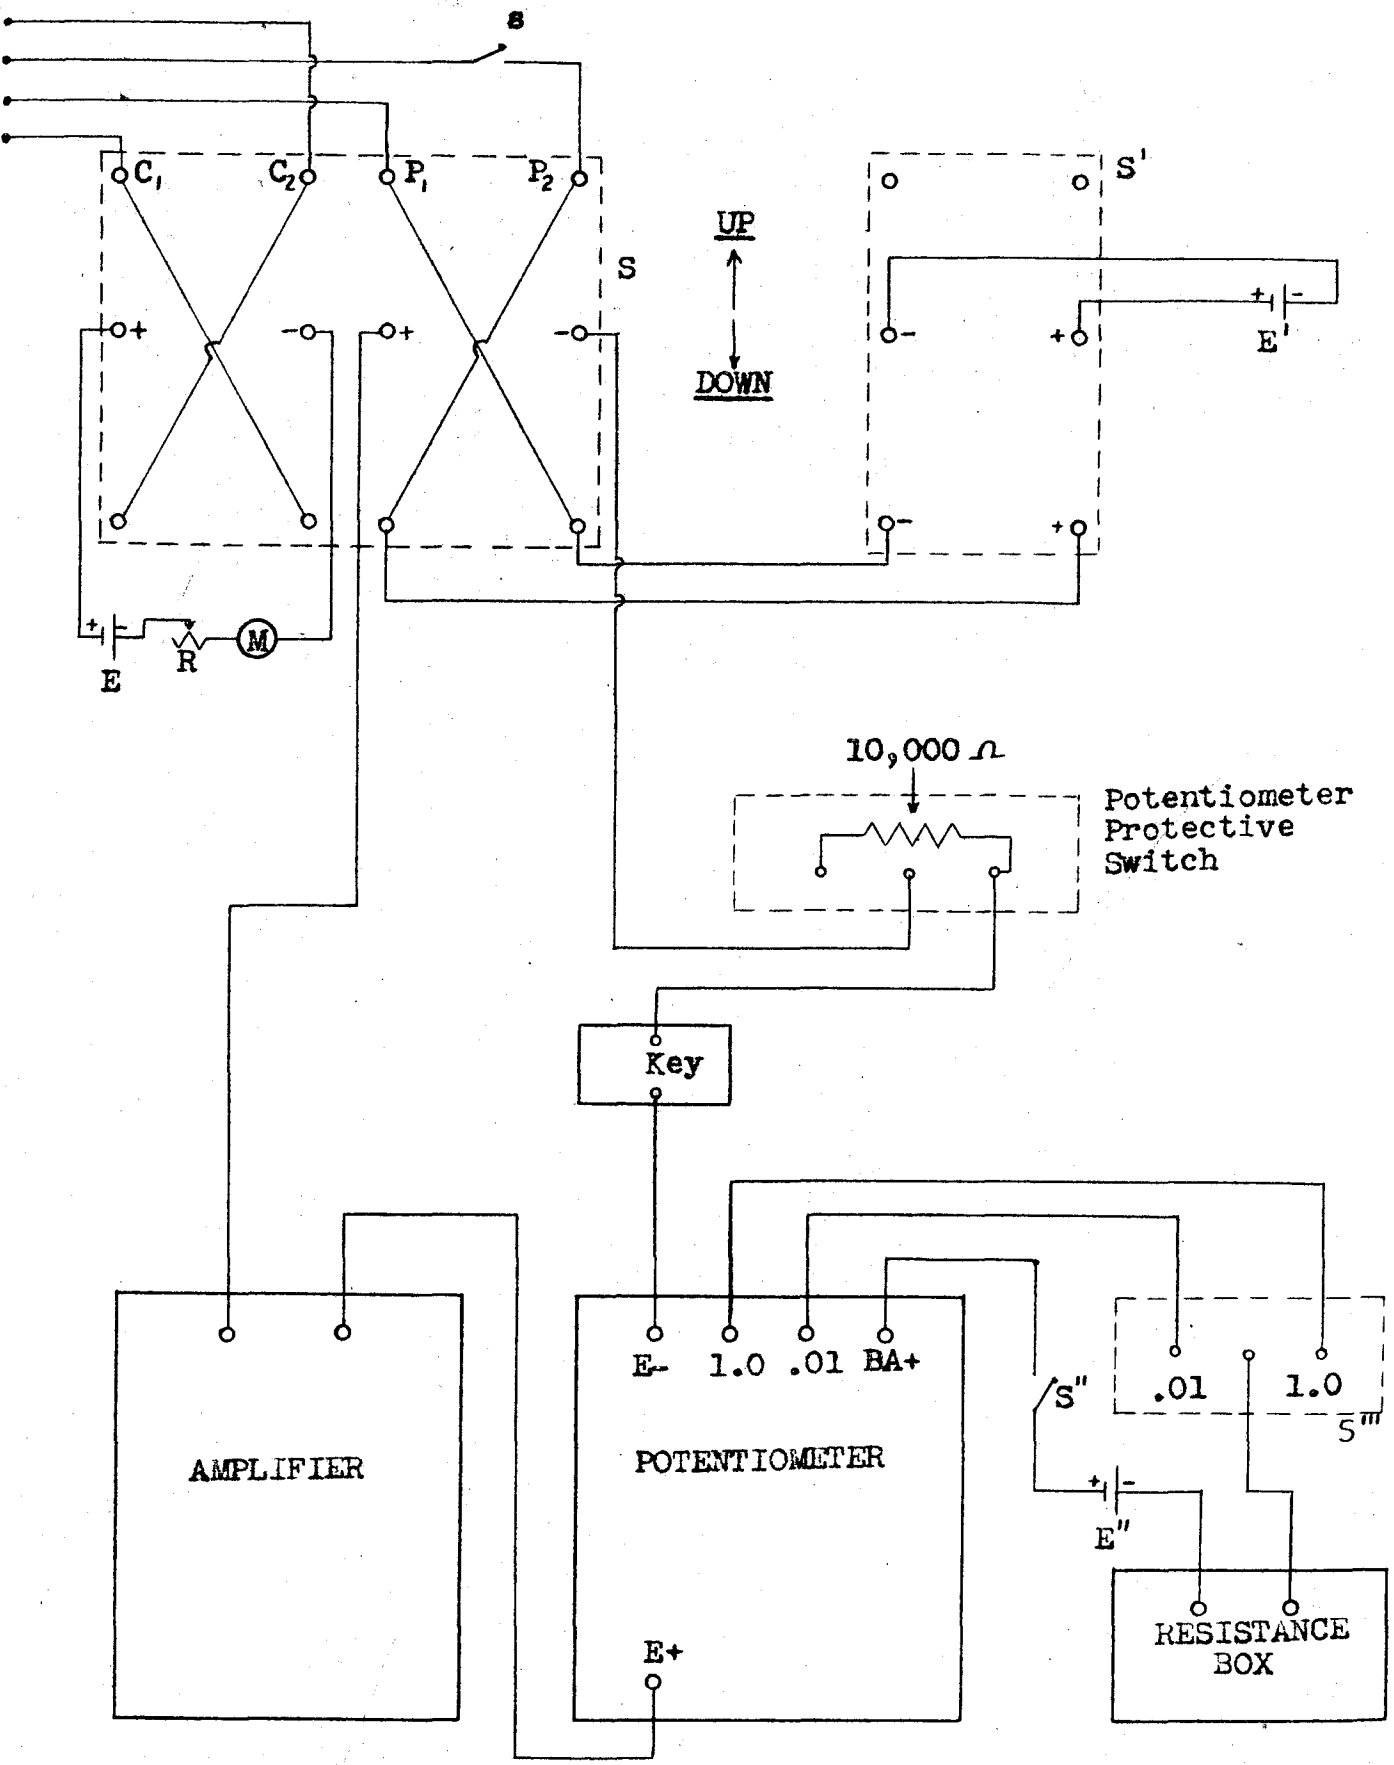 s
C₁ C₂ P₁ P₂
S'
UP
S
+ - + -
- +
+ -
E'
DOWN
- +
+ -
M
R
E
10,000 Ω
Potentiometer
Protective
Switch
Key
E- 1.0 .01 BA+
.01 1.0
S"
S'''
AMPLIFIER
POTENTIOMETER
+ -
E"
RESISTANCE
BOX
E+